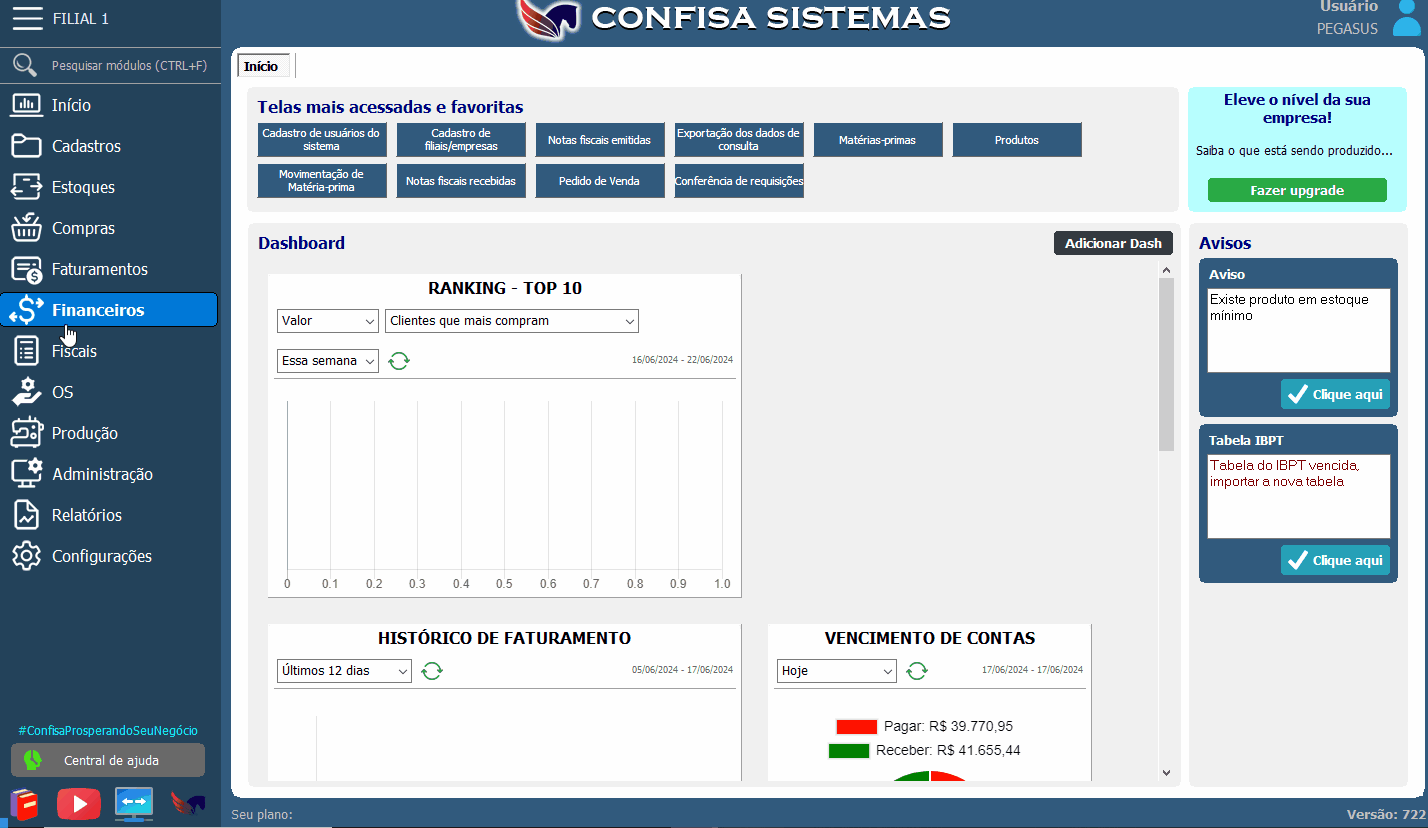 FILIAL 1
CONFISA SISTEMAS
Usuário
PEGASUS
Pesquisar módulos (CTRL+F)
Início
Cadastros
Estoques
Compras
Faturamentos
Financeiros
Fiscais
OS
Produção
Administração
Relatórios
Configurações
#ConfisaProsperandoSeuNegócio
Central de ajuda
Início
Telas mais acessadas e favoritas
Cadastro de usuários do
sistema
Cadastro de
filiais/empresas
Notas fiscais emitidas
Exportação dos dados de
consulta
Matérias-primas
Produtos
Movimentação de
Matéria-prima
Notas fiscais recebidas
Pedido de Venda
Conferência de requisições
Eleve o nível da sua
empresa!
Saiba o que está sendo produzido...
Fazer upgrade
Dashboard
Adicionar Dash
RANKING - TOP 10
Valor
Clientes que mais compram
Essa semana
16/06/2024 - 22/06/2024
0 0.1 0.2 0.3 0.4 0.5 0.6 0.7 0.8 0.9 1.0
HISTÓRICO DE FATURAMENTO
Últimos 12 dias
05/06/2024 - 17/06/2024
VENCIMENTO DE CONTAS
Hoje
17/06/2024 - 17/06/2024
Pagar: R$ 39.770,95
Receber: R$ 41.655,44
Avisos
Aviso
Existe produto em estoque
mínimo
Clique aqui
Tabela IBPT
Tabela do IBPT vencida,
importar a nova tabela
Clique aqui
Seu plano:
Versão: 722